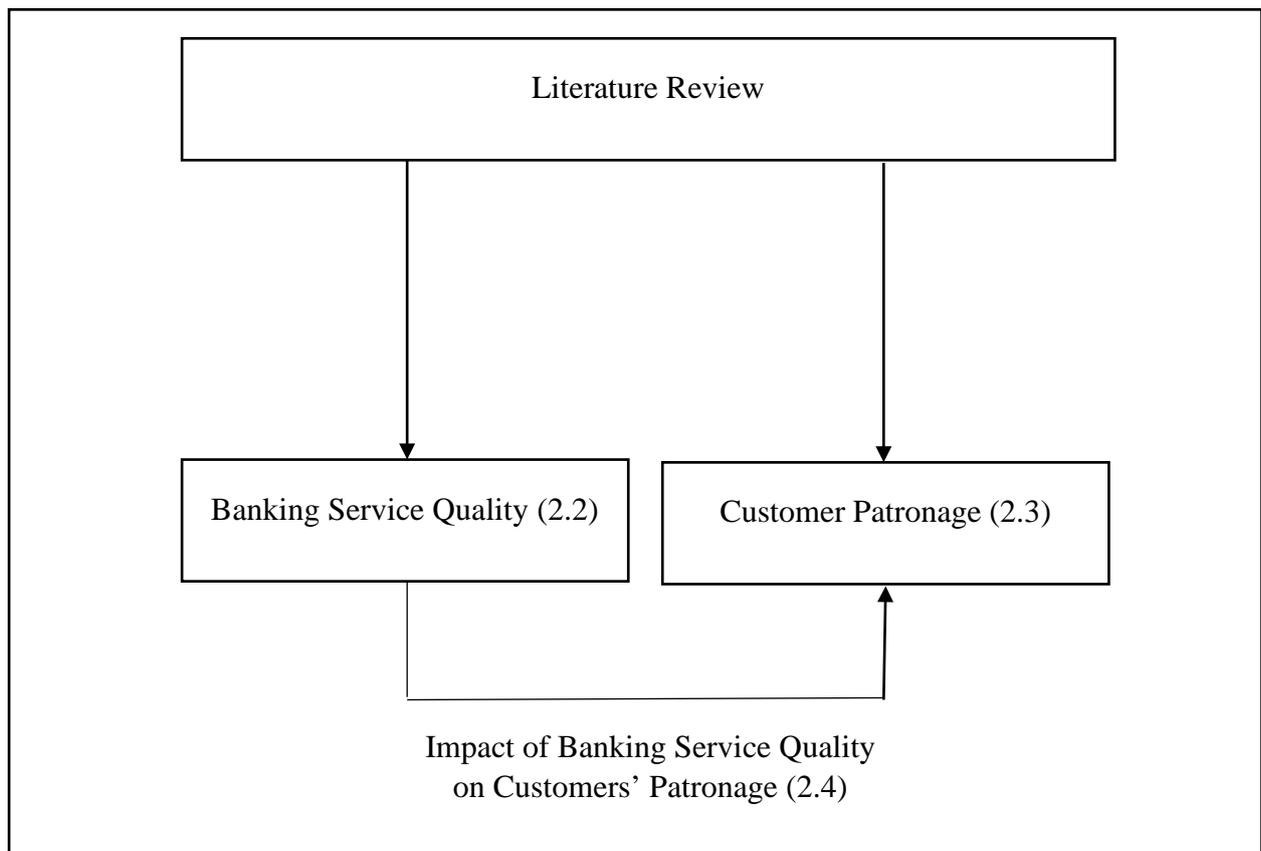 Literature Review
Banking Service Quality (2.2)
Customer Patronage (2.3)
Impact of Banking Service Quality
on Customers’ Patronage (2.4)